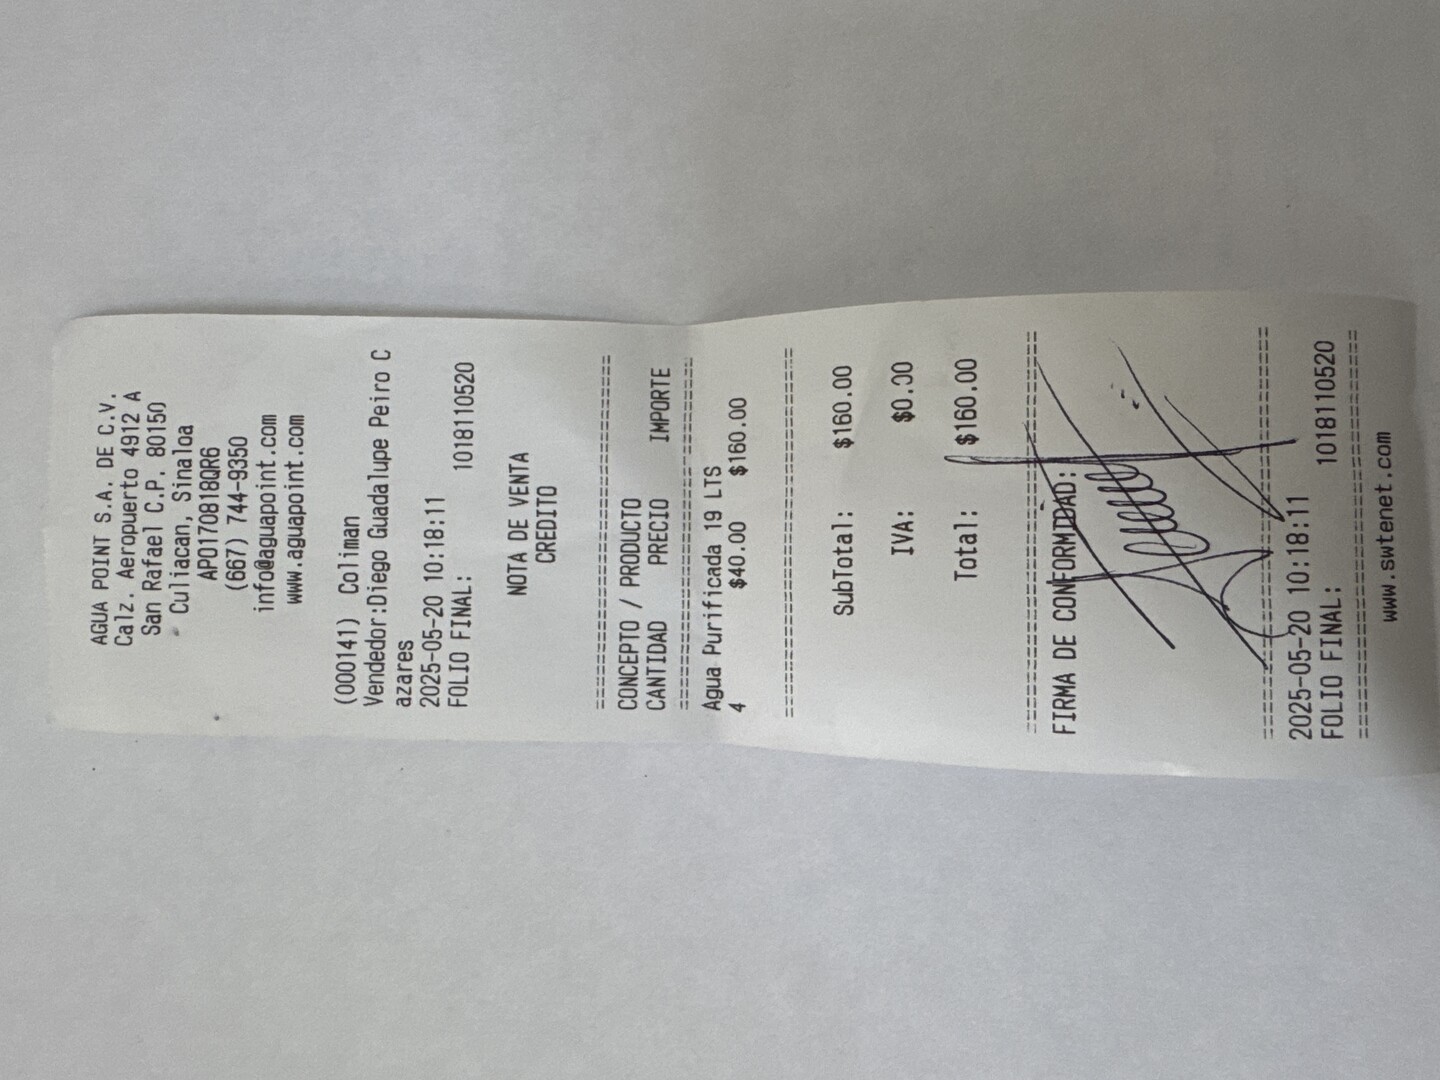 AGUA POINT S.A. DE C.V.
Calz. Aeropuerto 4912 A
San Rafael C.P. 80150
Culiacan, Sinaloa
APO170818QR6
(667) 744-9350
info@aguapoint.com
www.aguapoint.com
(000141) Coliman
Vendedor:Diego Guadalupe Peiro C
azares
2025-05-20 10:18:11
FOLIO FINAL: 1018110520
NOTA DE VENTA
CREDITO
================================
CONCEPTO / PRODUCTO
CANTIDAD PRECIO IMPORTE
================================
Agua Purificada 19 LTS
4 $40.00 $160.00
================================
SubTotal: $160.00
IVA: $0.00
Total: $160.00
================================
FIRMA DE CONFORMIDAD:
================================
2025-05-20 10:18:11
FOLIO FINAL: 1018110520
================================
www.swtenet.com